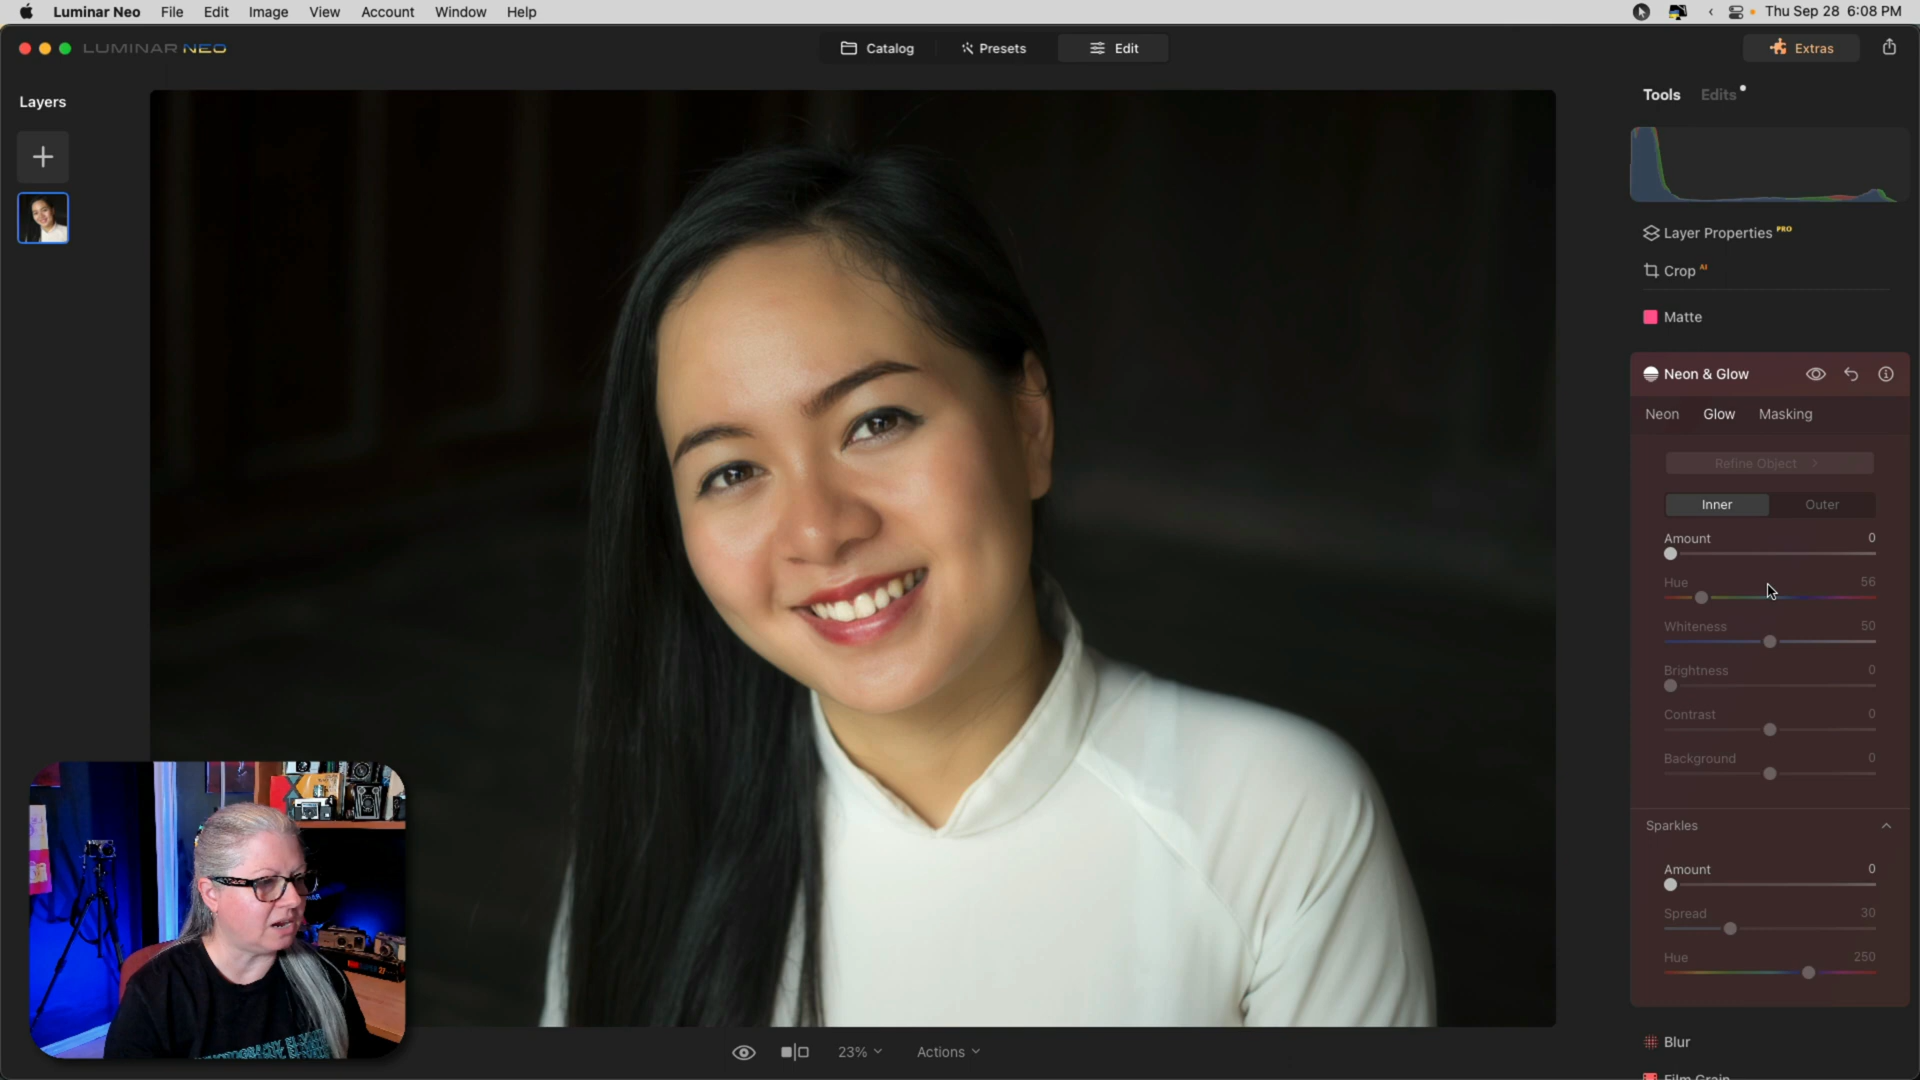 Luminar Neo File Edit Image View Account Window Help Thu Sep 28 6:08 PM
LUMINAR NEO Catalog Presets Edit Extras
Layers
Tools Edits
Layer Properties PRO
Crop AI
Matte
Neon & Glow
Neon Glow Masking
Refine Object >
Inner Outer
Amount 0
Hue 56
Whiteness 50
Brightness 0
Contrast 0
Background 0
Sparkles
Amount 0
Spread 30
Hue 250
Blur
Film Grain
23% Actions